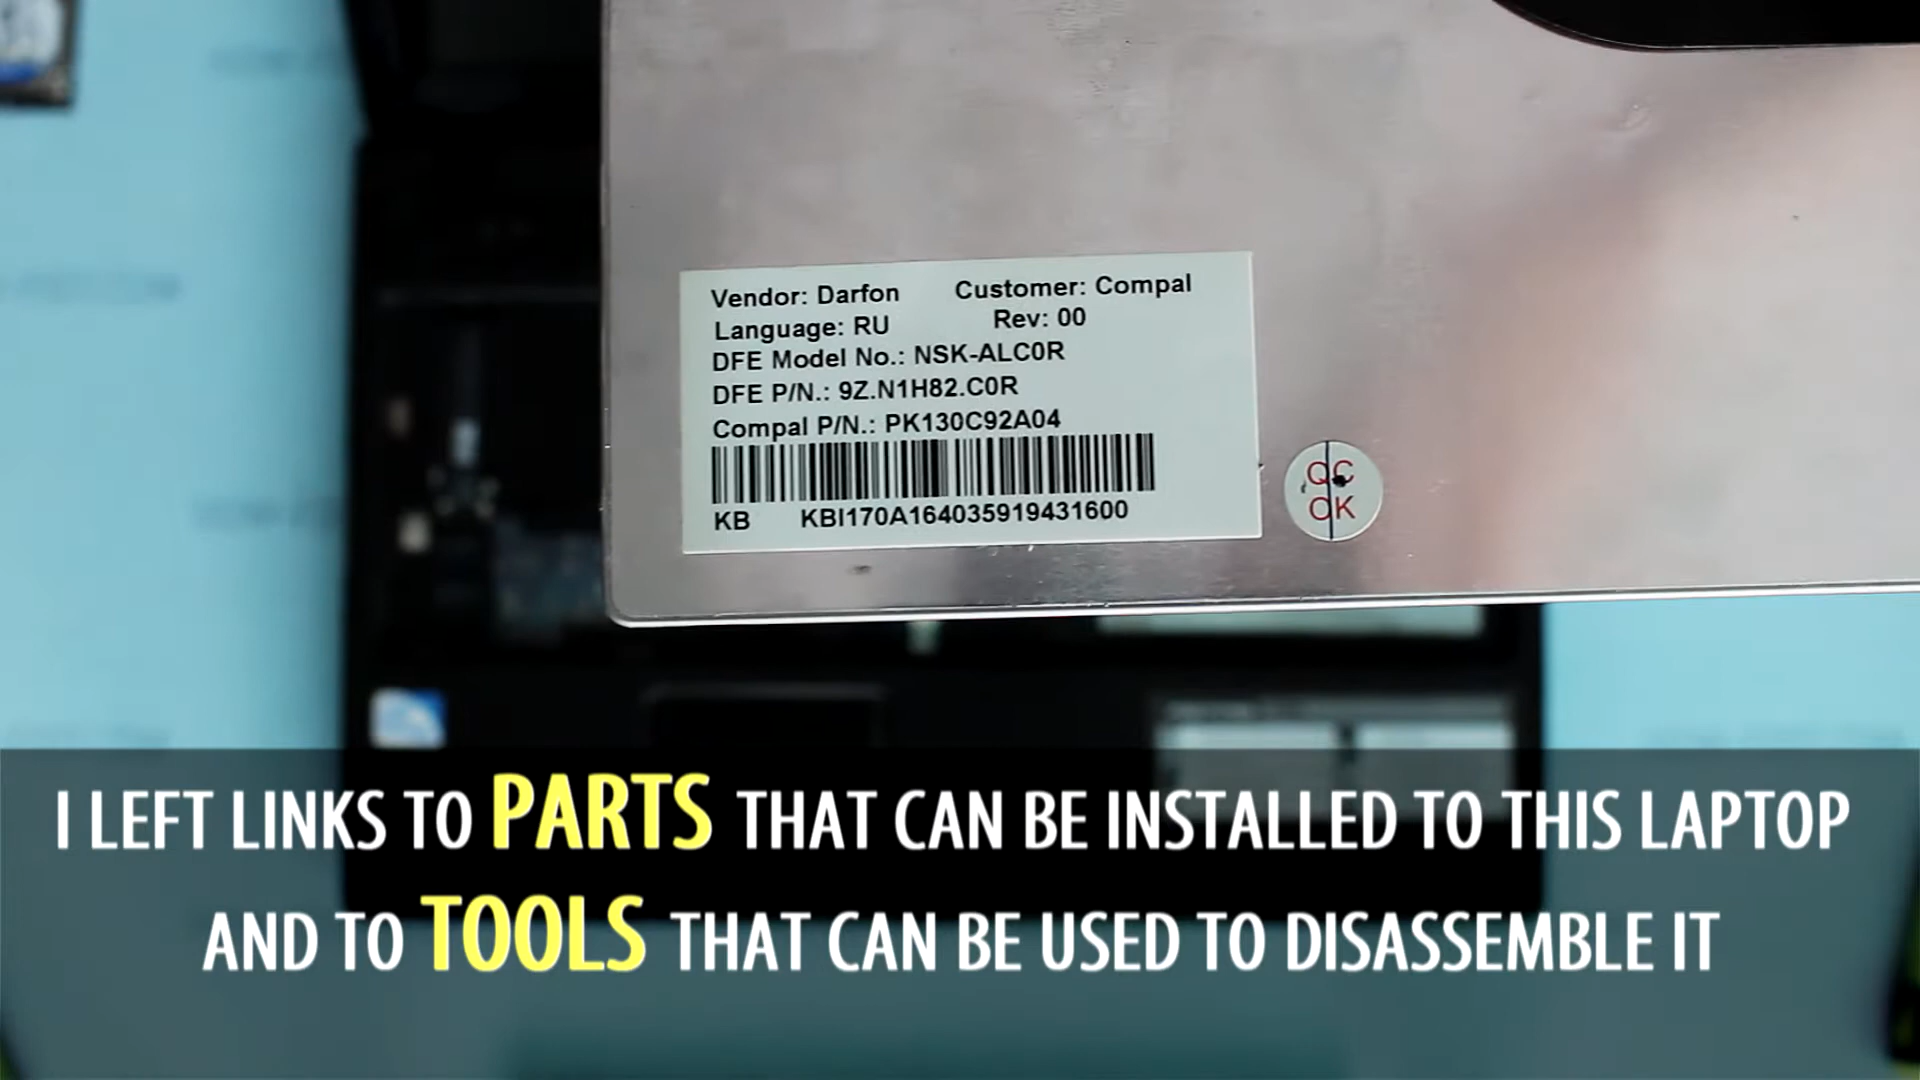 Vendor: Darfon Customer: Compal
Language: RU Rev: 00
DFE Model No.: NSK-ALC0R
DFE P/N.: 9Z.N1H82.C0R
Compal P/N.: PK130C92A04
KB KBI170A164035919431600
QC
OK
I LEFT LINKS TO PARTS THAT CAN BE INSTALLED TO THIS LAPTOP
AND TO TOOLS THAT CAN BE USED TO DISASSEMBLE IT